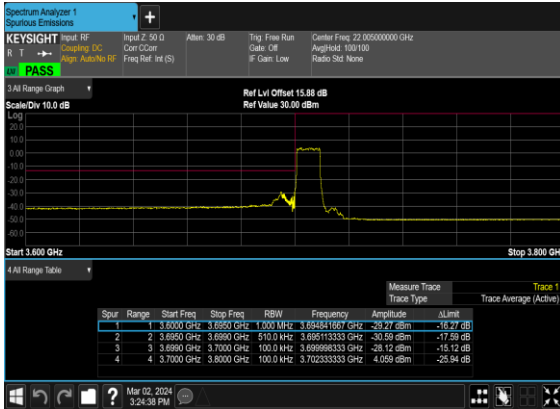 Spectrum Analyzer 1
Spurious Emissions
KEYSIGHT
R T
PASS
Input: RF
Coupling: DC
Align: Auto/No RF
Input Z: 50 Ω
Corr CCorr
Freq Ref: Int (S)
Atten: 30 dB
Trig: Free Run
Gate: Off
IF Gain: Low
Center Freq: 22.005000000 GHz
Avg|Hold: 100/100
Radio Std: None
3 All Range Graph
Scale/Div 10.0 dB
Ref Lvl Offset 15.88 dB
Ref Value 30.00 dBm
Log
20.0
10.0
0.00
-10.0
-20.0
-30.0
-40.0
-50.0
-60.0
Start 3.600 GHz
Stop 3.800 GH
4 All Range Table
Measure Trace Trace 1
Trace Type Trace Average (Active)
Spur Range Start Freq Stop Freq RBW Frequency Amplitude ΔLimit
1 1 3.6000 GHz 3.6950 GHz 1.000 MHz 3.694841667 GHz -29.27 dBm -16.27 dB
2 2 3.6950 GHz 3.6990 GHz 510.0 kHz 3.695113333 GHz -30.59 dBm -17.59 dB
3 3 3.6990 GHz 3.7000 GHz 100.0 kHz 3.699998333 GHz -28.12 dBm -15.12 dB
4 4 3.7000 GHz 3.8000 GHz 100.0 kHz 3.702333333 GHz 4.059 dBm -25.94 dB
?
Mar 02, 2024
3:24:38 PM